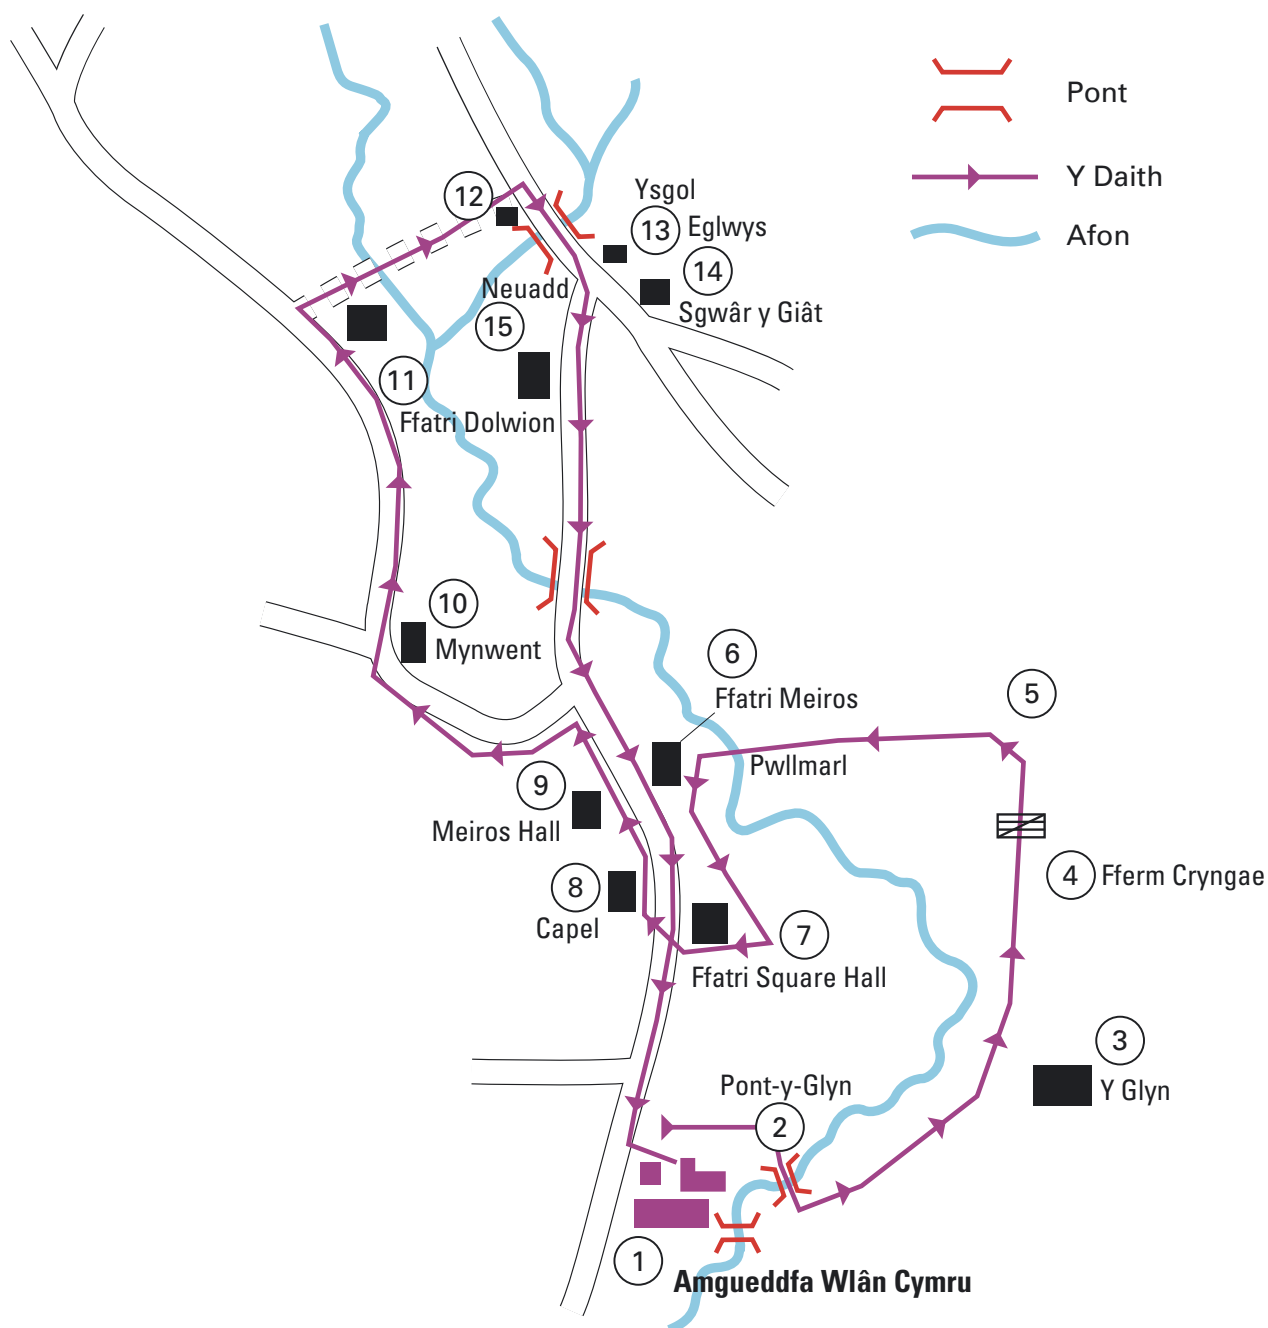 Pont
Y Daith
Afon
12
Ysgol
13
Eglwys
14
Sgwâr y Giât
Neuadd
15
11
Ffatri Dolwion
10
Mynwent
6
Ffatri Meiros
5
Pwllmarl
9
Meiros Hall
4
Fferm Cryngae
8
Capel
7
Ffatri Square Hall
3
Y Glyn
Pont-y-Glyn
2
1
Amgueddfa Wlân Cymru